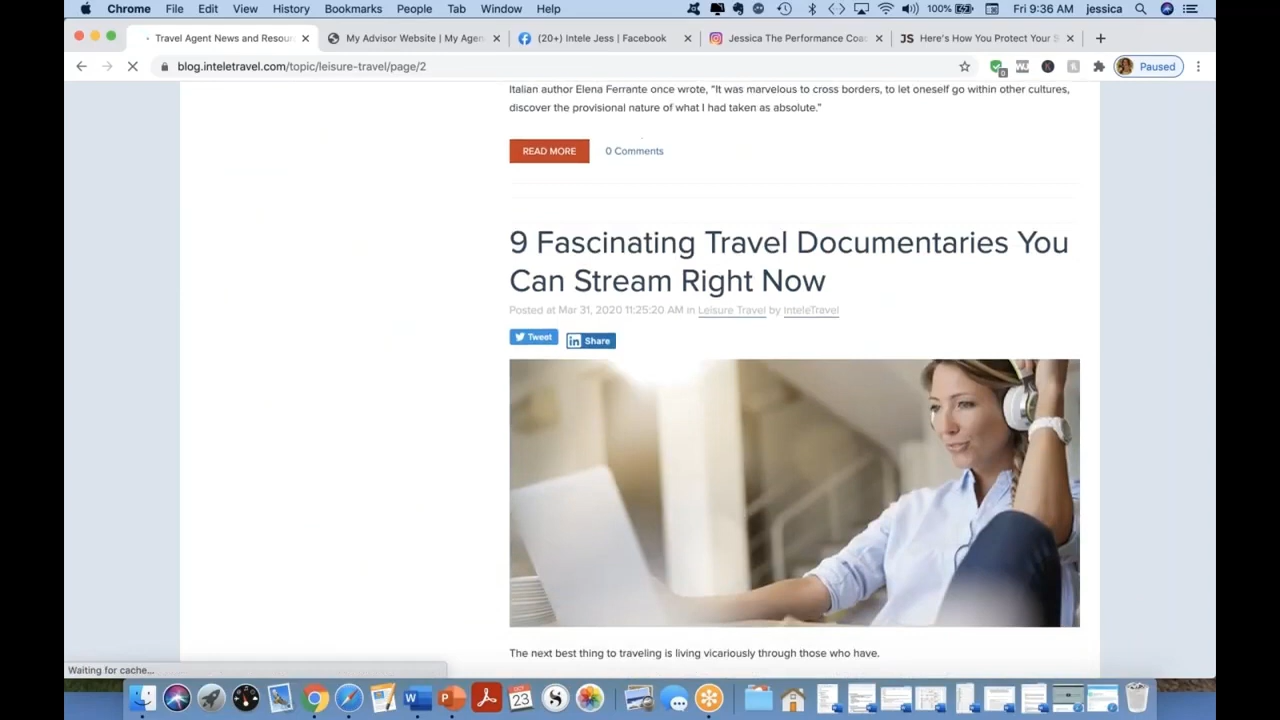 Chrome File Edit View History Bookmarks People Tab Window Help 100% Fri 9:36 AM jessica
Travel Agent News and Resour
My Advisor Website | My Agen
(20+) Intele Jess | Facebook
Jessica The Performance Coac
JS Here's How You Protect Your S
blog.inteletravel.com/topic/leisure-travel/page/2
Paused
Italian author Elena Ferrante once wrote, "It was marvelous to cross borders, to let oneself go within other cultures,
discover the provisional nature of what I had taken as absolute."
READ MORE 0 Comments
9 Fascinating Travel Documentaries You
Can Stream Right Now
Posted at Mar 31, 2020 11:25:20 AM in Leisure Travel by InteleTravel
Tweet
in Share
The next best thing to traveling is living vicariously through those who have.
Waiting for cache...
OCT
23